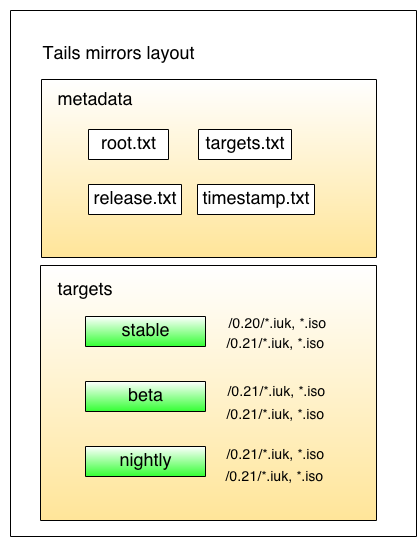 Tails mirrors layout
metadata
root.txt targets.txt
release.txt timestamp.txt
targets
stable /0.20/*.iuk, *.iso
/0.21/*.iuk, *.iso
beta /0.21/*.iuk, *.iso
/0.21/*.iuk, *.iso
nightly /0.21/*.iuk, *.iso
/0.21/*.iuk, *.iso